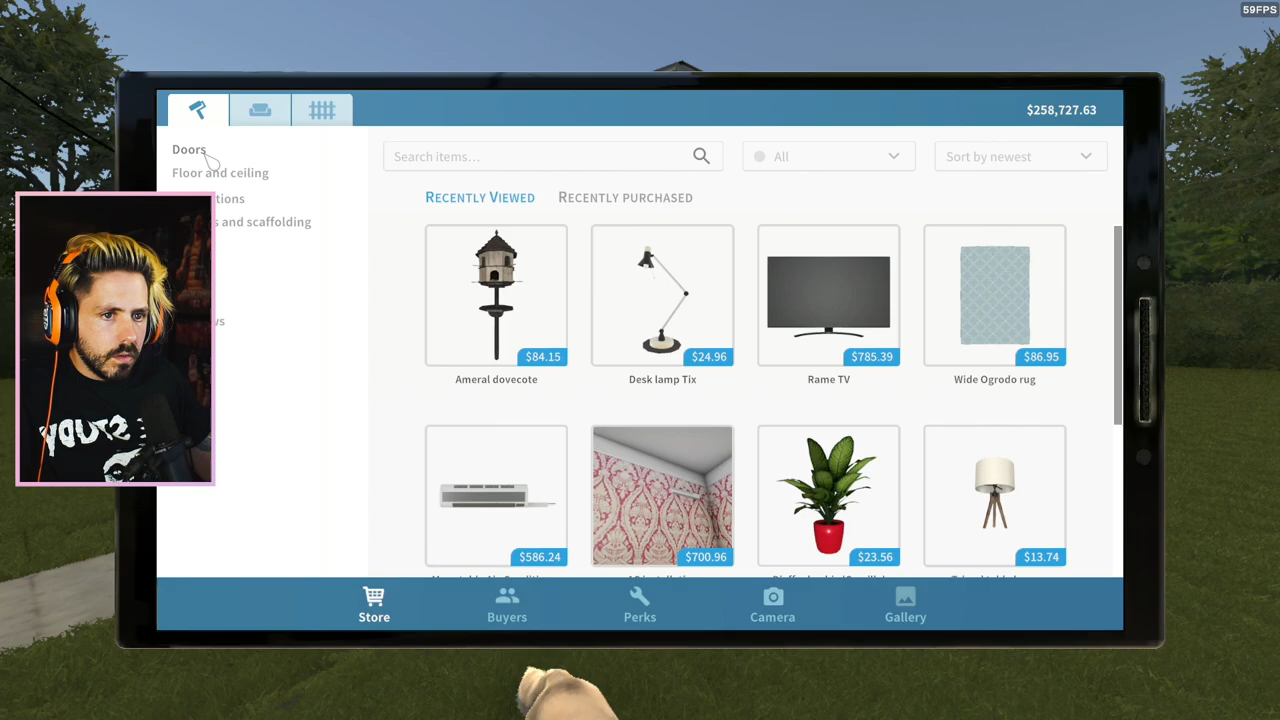 59FPS
$258,727.63
Doors
Search items...
All
Sort by newest
Floor and ceiling
RECENTLY VIEWED
RECENTLY PURCHASED
and scaffolding
$84.15
$24.96
$785.39
$86.95
Ameral dovecote
Desk lamp Tix
Rame TV
Wide Ogrodo rug
$586.24
$700.96
$23.56
$13.74
Store
Buyers
Perks
Camera
Gallery